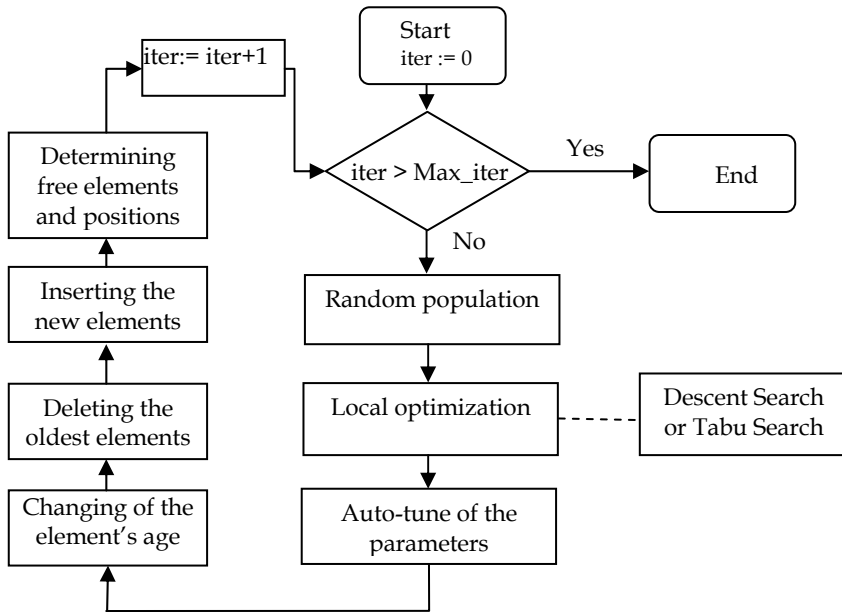 Start
iter := 0
iter:= iter+1
iter > Max_iter
Yes
End
No
Random population
Local optimization
Descent Search
or Tabu Search
Auto-tune of the
parameters
Changing of the
element's age
Deleting the
oldest elements
Inserting the
new elements
Determining
free elements
and positions